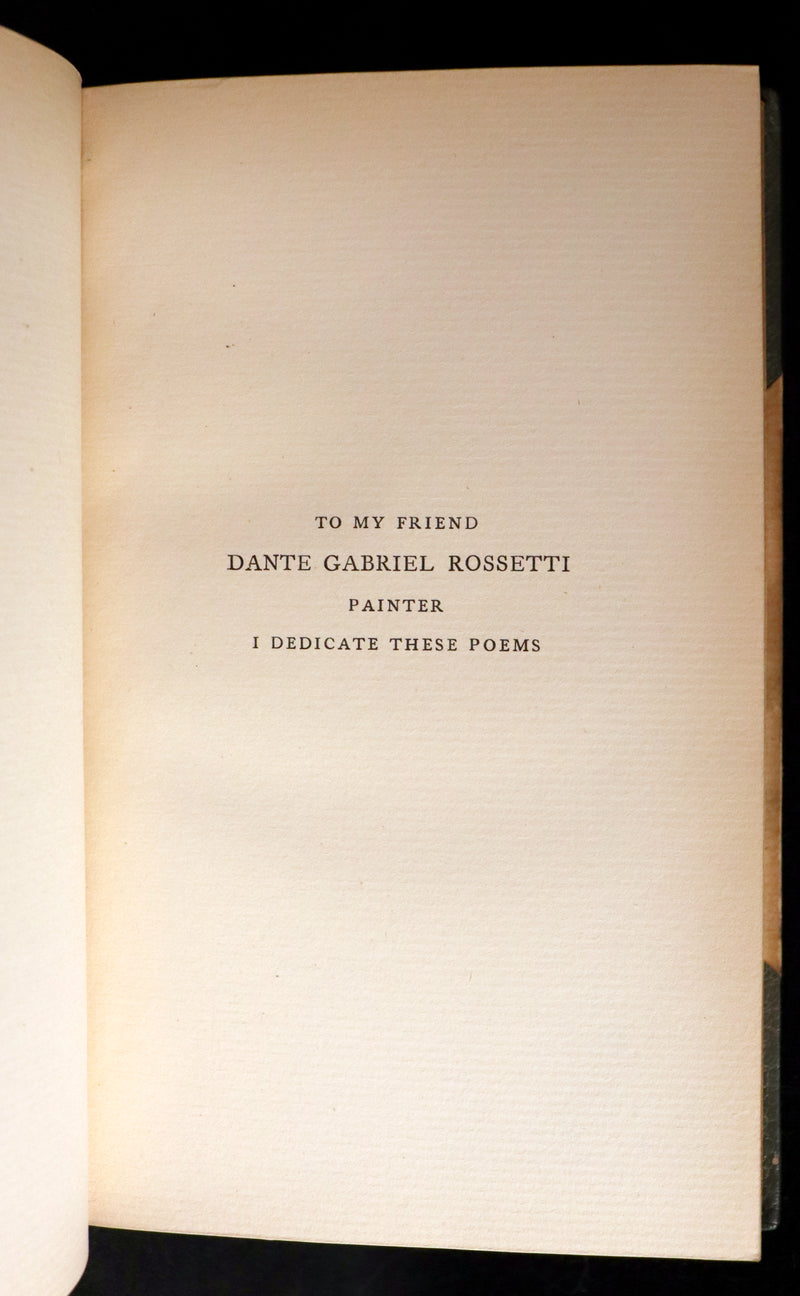 TO MY FRIEND
DANTE GABRIEL ROSSETTI
PAINTER
I DEDICATE THESE POEMS